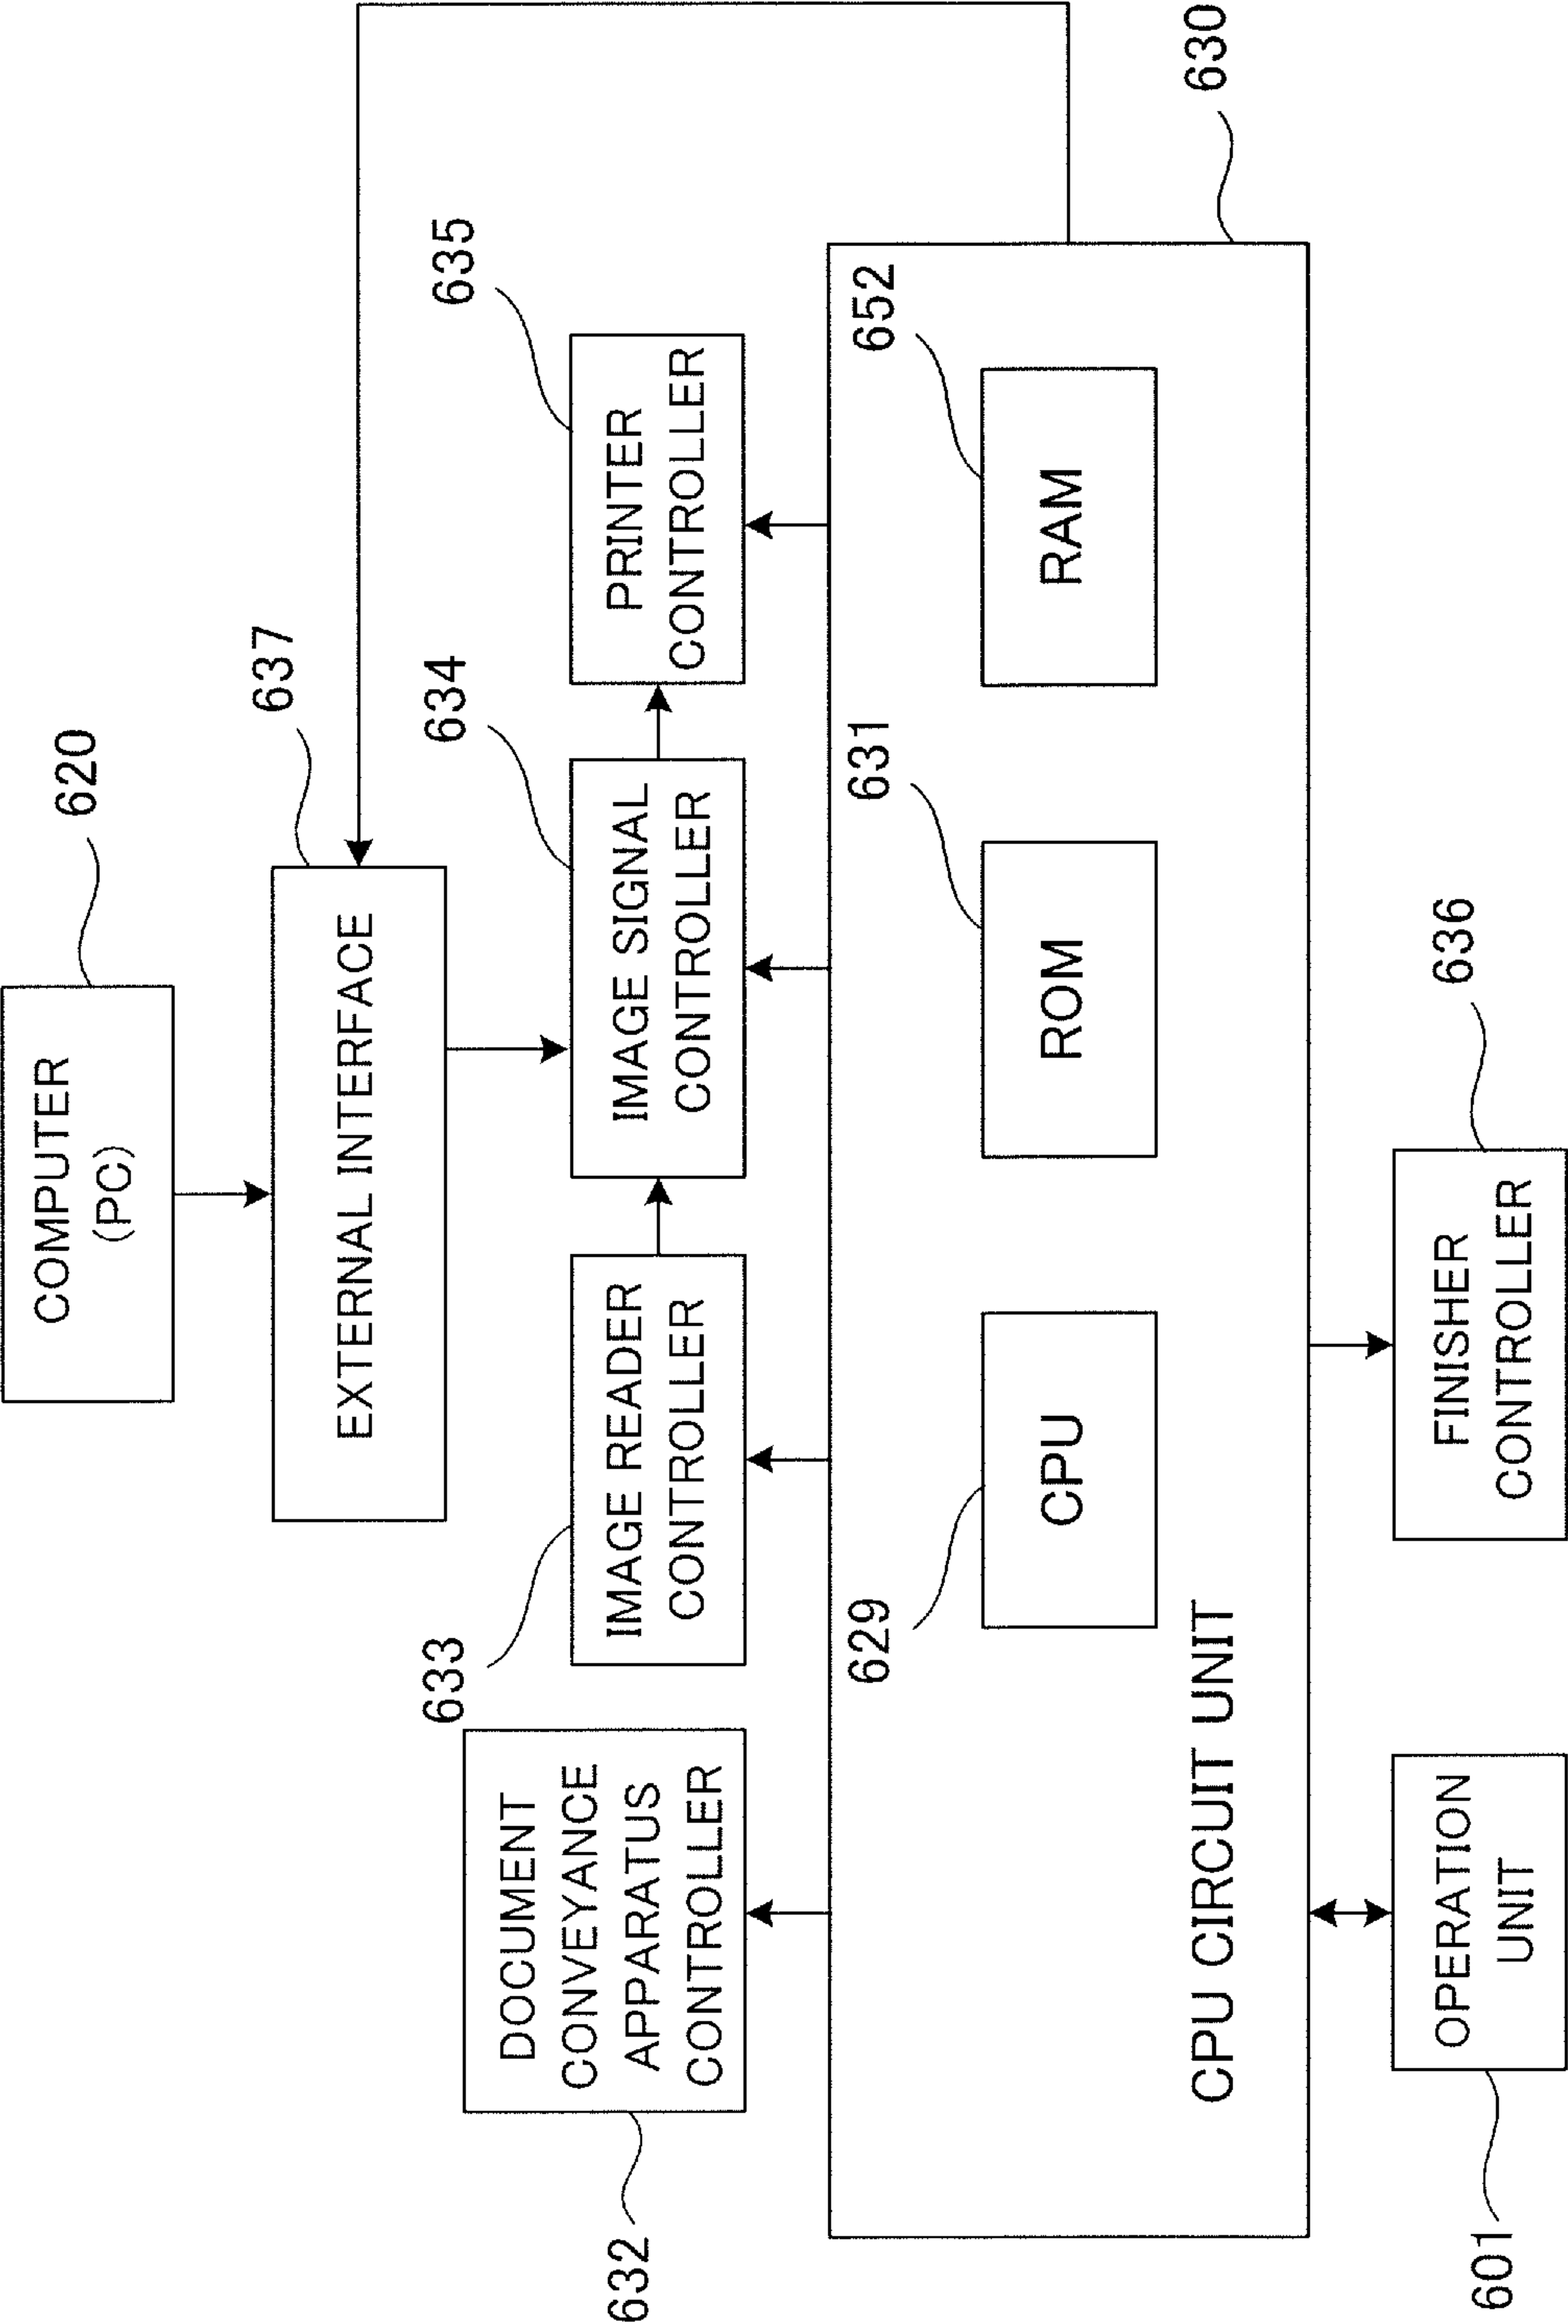 COMPUTER
(PC)
620
EXTERNAL INTERFACE
637
DOCUMENT
CONVEYANCE
APPARATUS
CONTROLLER
632
IMAGE READER
CONTROLLER
633
IMAGE SIGNAL
CONTROLLER
634
PRINTER
CONTROLLER
635
629
CPU
631
ROM
652
RAM
CPU CIRCUIT UNIT
630
OPERATION
UNIT
601
FINISHER
CONTROLLER
636